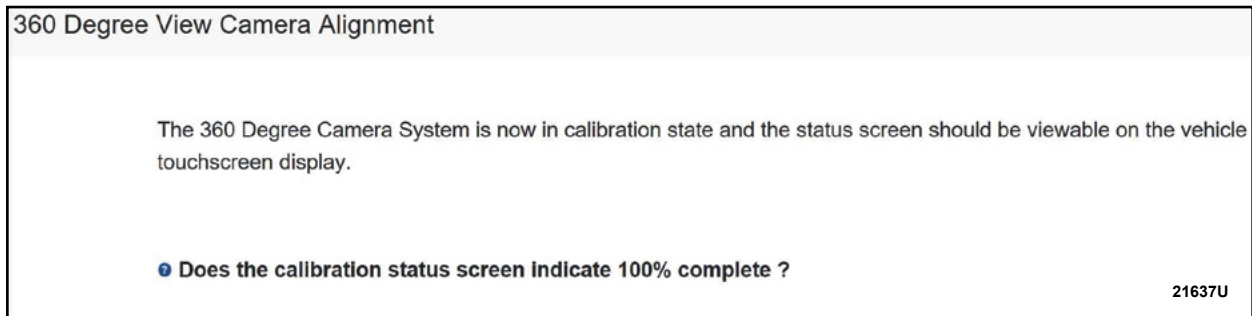 360 Degree View Camera Alignment
The 360 Degree Camera System is now in calibration state and the status screen should be viewable on the vehicle
touchscreen display.
? Does the calibration status screen indicate 100% complete ?
21637U